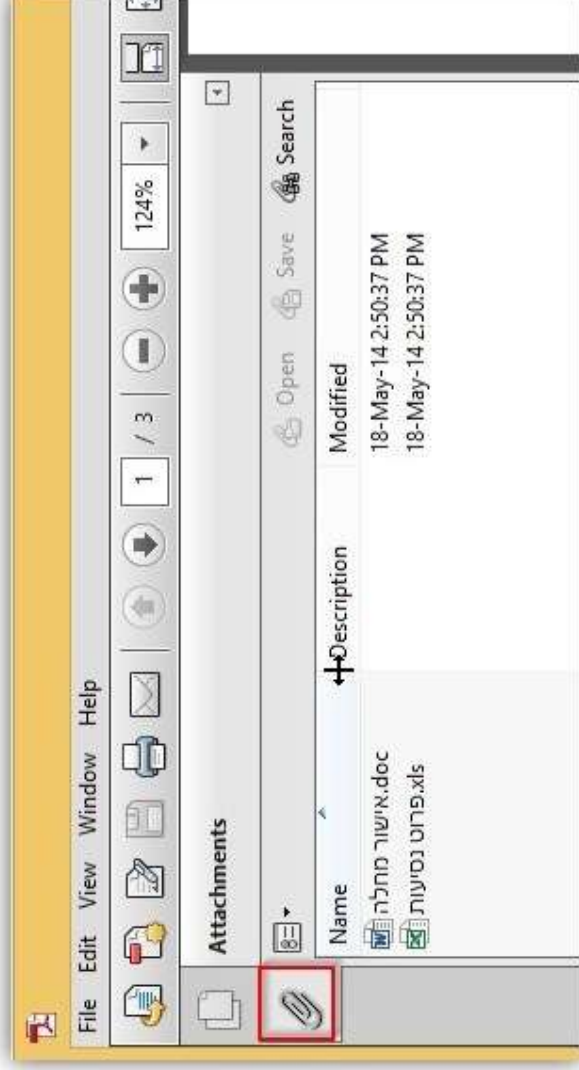 File Edit View Window Help
1 / 3 124%
Attachments
Open Save Search
Name Description Modified
אישור מחלה.doc 18-May-14 2:50:37 PM
פרוט נסיעות.xls 18-May-14 2:50:37 PM